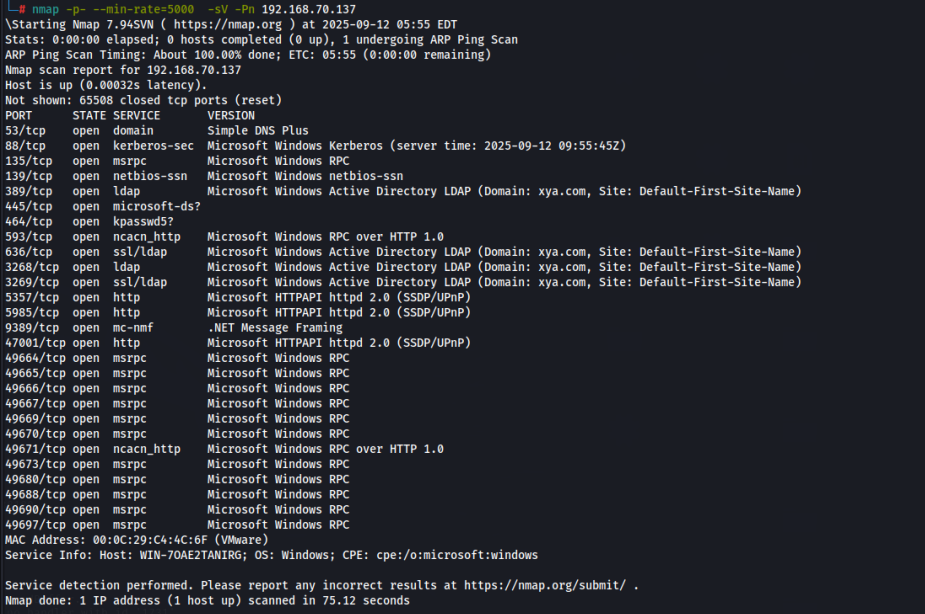 └─# nmap -p- --min-rate=5000  -sV -Pn 192.168.70.137
\Starting Nmap 7.94SVN ( https://nmap.org ) at 2025-09-12 05:55 EDT
Stats: 0:00:00 elapsed; 0 hosts completed (0 up), 1 undergoing ARP Ping Scan
ARP Ping Scan Timing: About 100.00% done; ETC: 05:55 (0:00:00 remaining)
Nmap scan report for 192.168.70.137
Host is up (0.00032s latency).
Not shown: 65508 closed tcp ports (reset)
PORT      STATE SERVICE       VERSION
53/tcp    open  domain        Simple DNS Plus
88/tcp    open  kerberos-sec  Microsoft Windows Kerberos (server time: 2025-09-12 09:55:45Z)
135/tcp   open  msrpc         Microsoft Windows RPC
139/tcp   open  netbios-ssn   Microsoft Windows netbios-ssn
389/tcp   open  ldap          Microsoft Windows Active Directory LDAP (Domain: xya.com, Site: Default-First-Site-Name)
445/tcp   open  microsoft-ds?
464/tcp   open  kpasswd5?
593/tcp   open  ncacn_http    Microsoft Windows RPC over HTTP 1.0
636/tcp   open  ssl/ldap      Microsoft Windows Active Directory LDAP (Domain: xya.com, Site: Default-First-Site-Name)
3268/tcp  open  ldap          Microsoft Windows Active Directory LDAP (Domain: xya.com, Site: Default-First-Site-Name)
3269/tcp  open  ssl/ldap      Microsoft Windows Active Directory LDAP (Domain: xya.com, Site: Default-First-Site-Name)
5357/tcp  open  http          Microsoft HTTPAPI httpd 2.0 (SSDP/UPnP)
5985/tcp  open  http          Microsoft HTTPAPI httpd 2.0 (SSDP/UPnP)
9389/tcp  open  mc-nmf        .NET Message Framing
47001/tcp open  http          Microsoft HTTPAPI httpd 2.0 (SSDP/UPnP)
49664/tcp open  msrpc         Microsoft Windows RPC
49665/tcp open  msrpc         Microsoft Windows RPC
49666/tcp open  msrpc         Microsoft Windows RPC
49667/tcp open  msrpc         Microsoft Windows RPC
49669/tcp open  msrpc         Microsoft Windows RPC
49670/tcp open  msrpc         Microsoft Windows RPC
49671/tcp open  ncacn_http    Microsoft Windows RPC over HTTP 1.0
49673/tcp open  msrpc         Microsoft Windows RPC
49680/tcp open  msrpc         Microsoft Windows RPC
49688/tcp open  msrpc         Microsoft Windows RPC
49690/tcp open  msrpc         Microsoft Windows RPC
49697/tcp open  msrpc         Microsoft Windows RPC
MAC Address: 00:0C:29:C4:4C:6F (VMware)
Service Info: Host: WIN-7OAE2TANIRG; OS: Windows; CPE: cpe:/o:microsoft:windows

Service detection performed. Please report any incorrect results at https://nmap.org/submit/ .
Nmap done: 1 IP address (1 host up) scanned in 75.12 seconds